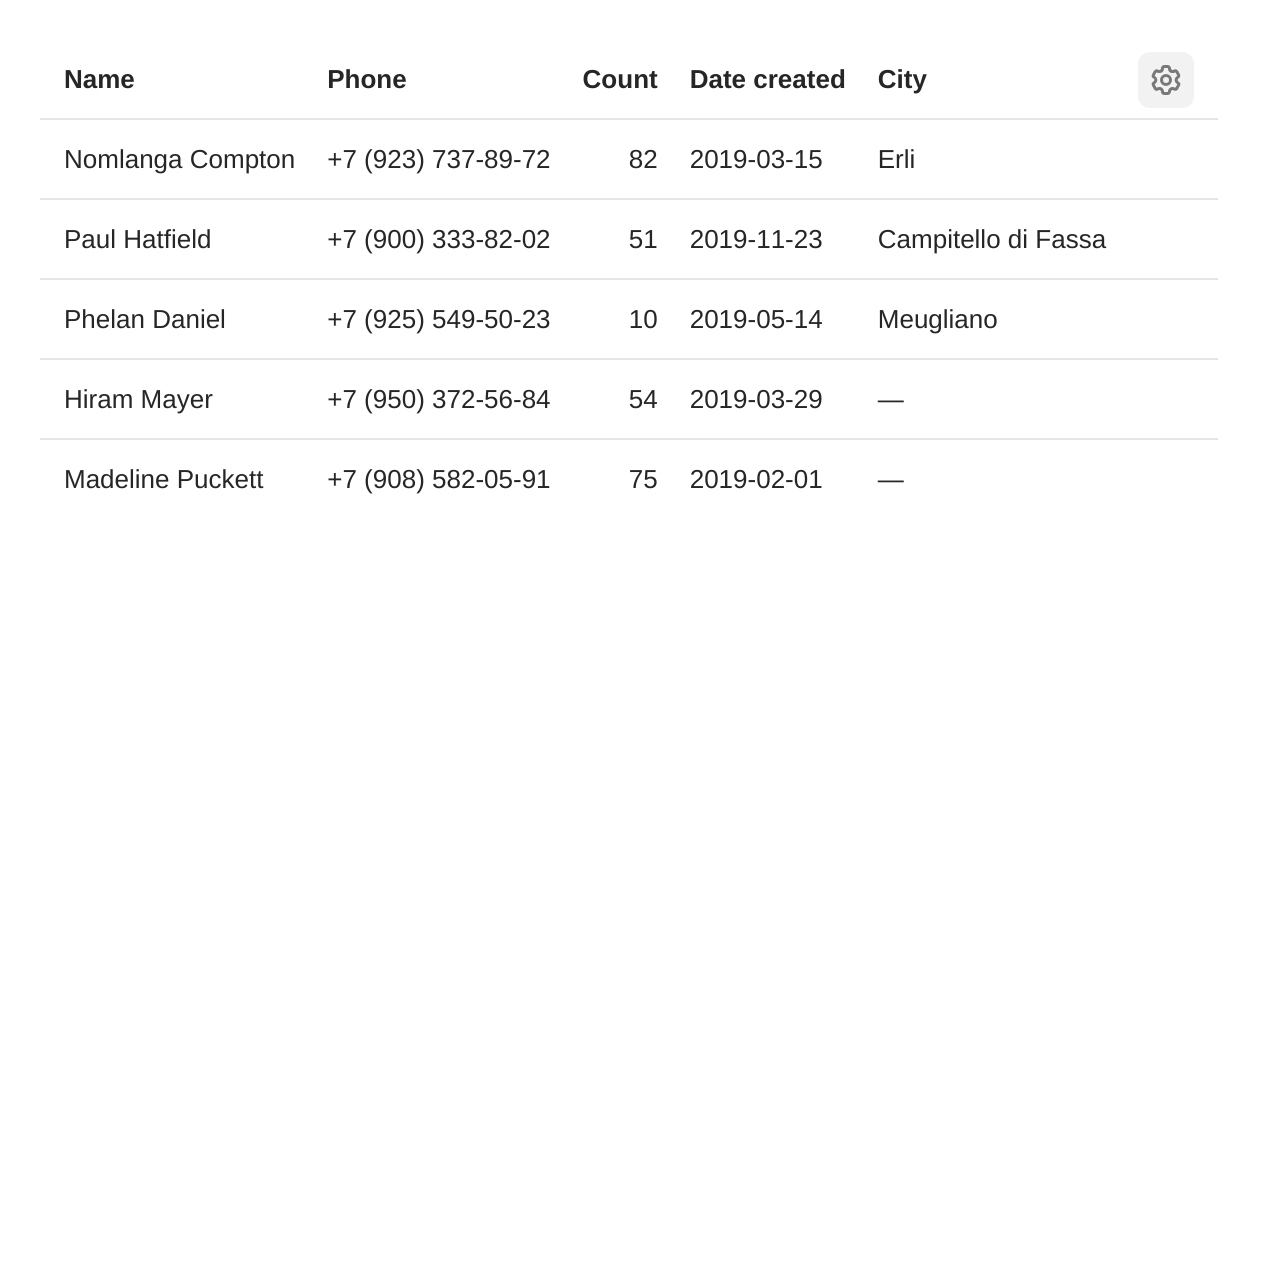 Name Phone Count Date created City
Nomlanga Compton +7 (923) 737-89-72 82 2019-03-15 Erli
Paul Hatfield +7 (900) 333-82-02 51 2019-11-23 Campitello di Fassa
Phelan Daniel +7 (925) 549-50-23 10 2019-05-14 Meugliano
Hiram Mayer +7 (950) 372-56-84 54 2019-03-29 —
Madeline Puckett +7 (908) 582-05-91 75 2019-02-01 —